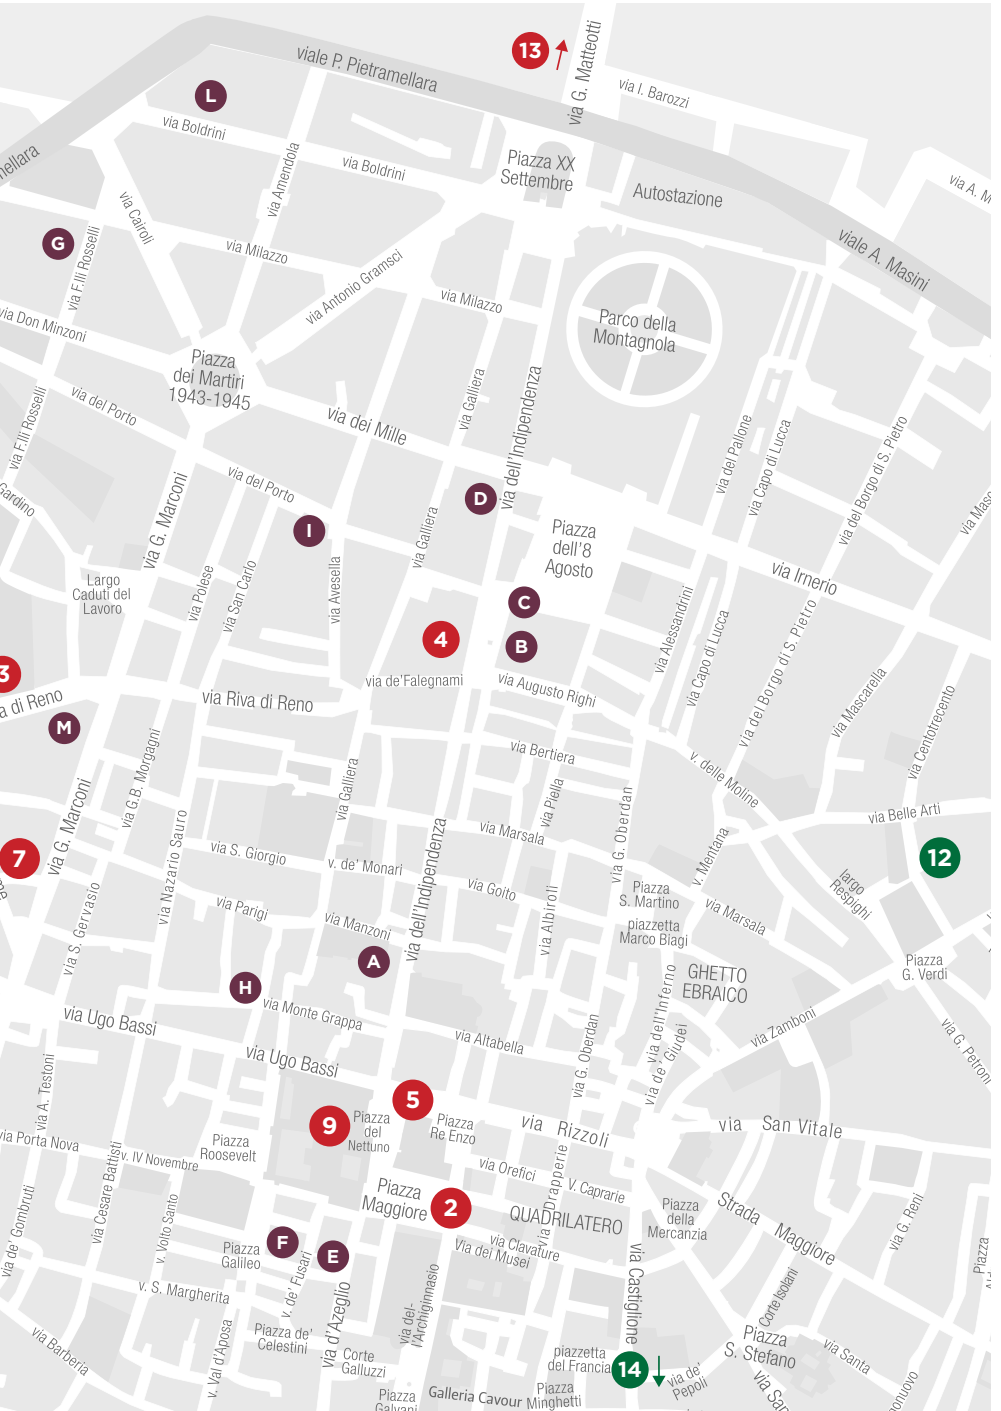 13
via G. Matteotti
viale P. Pietramellara
via I. Barozzi
L
via Boldrini
mellara
via Amendola
via Boldrini
Piazza XX
Settembre
Autostazione
via A. M
via Cairoli
G
via F.lli Rosselli
via Milazzo
via Antonio Gramsci
viale A. Masini
via Milazzo
via Don Minzoni
Parco della
Montagnola
Piazza
dei Martiri
1943-1945
via del Porto
via F.lli Rosselli
via dei Mille
via Galliera
via dell'Indipendenza
via del Pallone
via Capo di Lucca
via del Borgo di S. Pietro
via Masc
Gardino
via G. Marconi
via del Porto
D
I
via Galliera
Piazza
dell'8
Agosto
via Irnerio
Largo
Caduti del
Lavoro
via Polese
via San Carlo
via Avesella
C
4
B
via Alessandrini
via Capo di Lucca
via del Borgo di S. Pietro
via Mascarella
via Centotrecento
3
a di Reno
via Riva di Reno
via de'Falegnami
via Augusto Righi
M
via G.B. Morgagni
via Bertiera
v. delle Moline
via G. Marconi
via Galliera
via Piella
via G. Oberdan
via Belle Arti
7
via Nazario Sauro
via S. Giorgio
v. de' Monari
via dell'Indipendenza
via Marsala
v. Mentana
12
via Goito
Piazza
S. Martino
largo
Respighi
via S. Gervasio
via Parigi
via Manzoni
via Albiroli
piazzetta
Marco Biagi
via Marsala
A
H
GHETTO
EBRAICO
Piazza
G. Verdi
via Ugo Bassi
via Monte Grappa
via Altabella
via dell'Inferno
via de' Giudei
via Zamboni
via G. Petroni
via Ugo Bassi
via G. Oberdan
via A. Testoni
5
9
Piazza
del
Nettuno
Piazza
Re Enzo
via Rizzoli
via San Vitale
via Porta Nova
v. IV Novembre
Piazza
Roosevelt
via Orefici
via Drapperie
v. Caprarie
via Cesare Battisti
v. Volto Santo
Piazza
Maggiore
2
QUADRILATERO
Piazza
della
Mercanzia
Strada Maggiore
via G. Reni
via de' Gombruti
F
E
Piazza
Galileo
via Clavature
Via dei Musei
via Castiglione
Piazza
v. S. Margherita
v. de' Fusari
via d'Azeglio
via del-
l'Archiginnasio
Corte Isolani
via Barberia
v. Val d'Aposa
Piazza de'
Celestini
Corte
Galluzzi
piazzetta
del Francia
14
via de'
Pepoli
Piazza
S. Stefano
via Santa
Piazza
Galvani
Galleria Cavour
Piazza
Minghetti
via San
onuovo